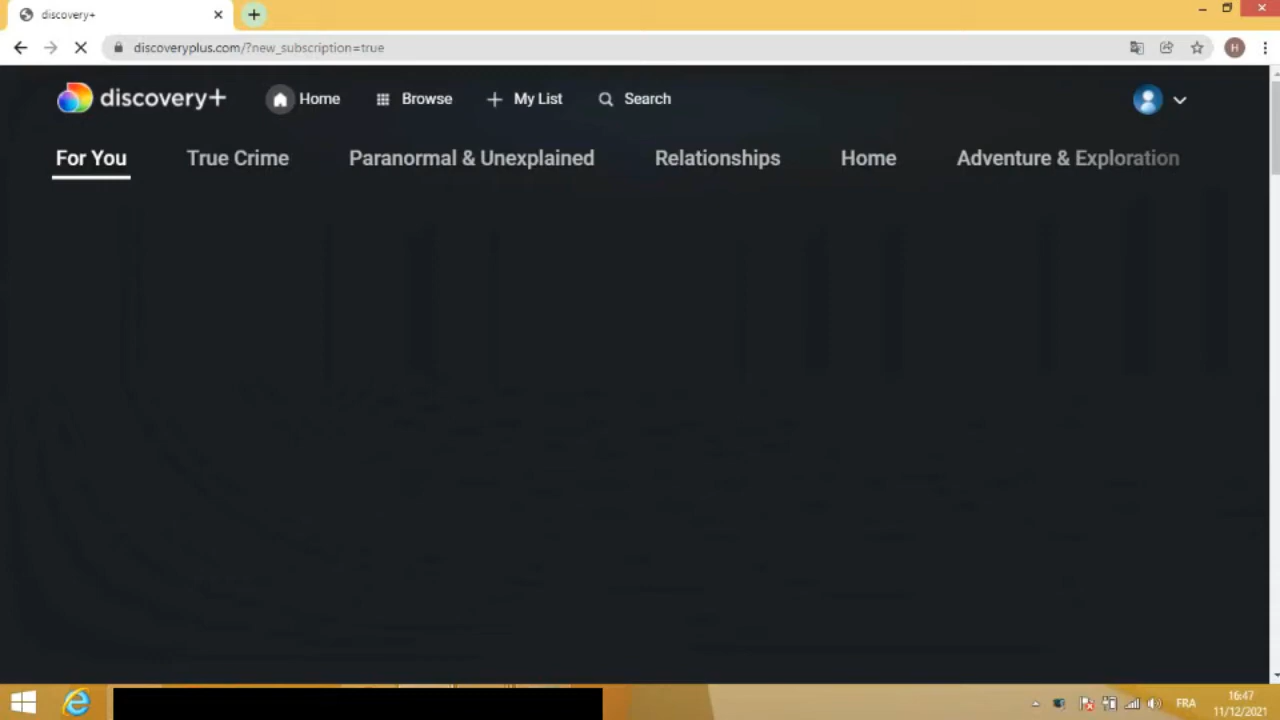 discovery+
discoveryplus.com/?new_subscription=true
H
discovery+ Home Browse My List Search
For You True Crime Paranormal & Unexplained Relationships Home Adventure & Exploration
FRA
16:47
11/12/2021